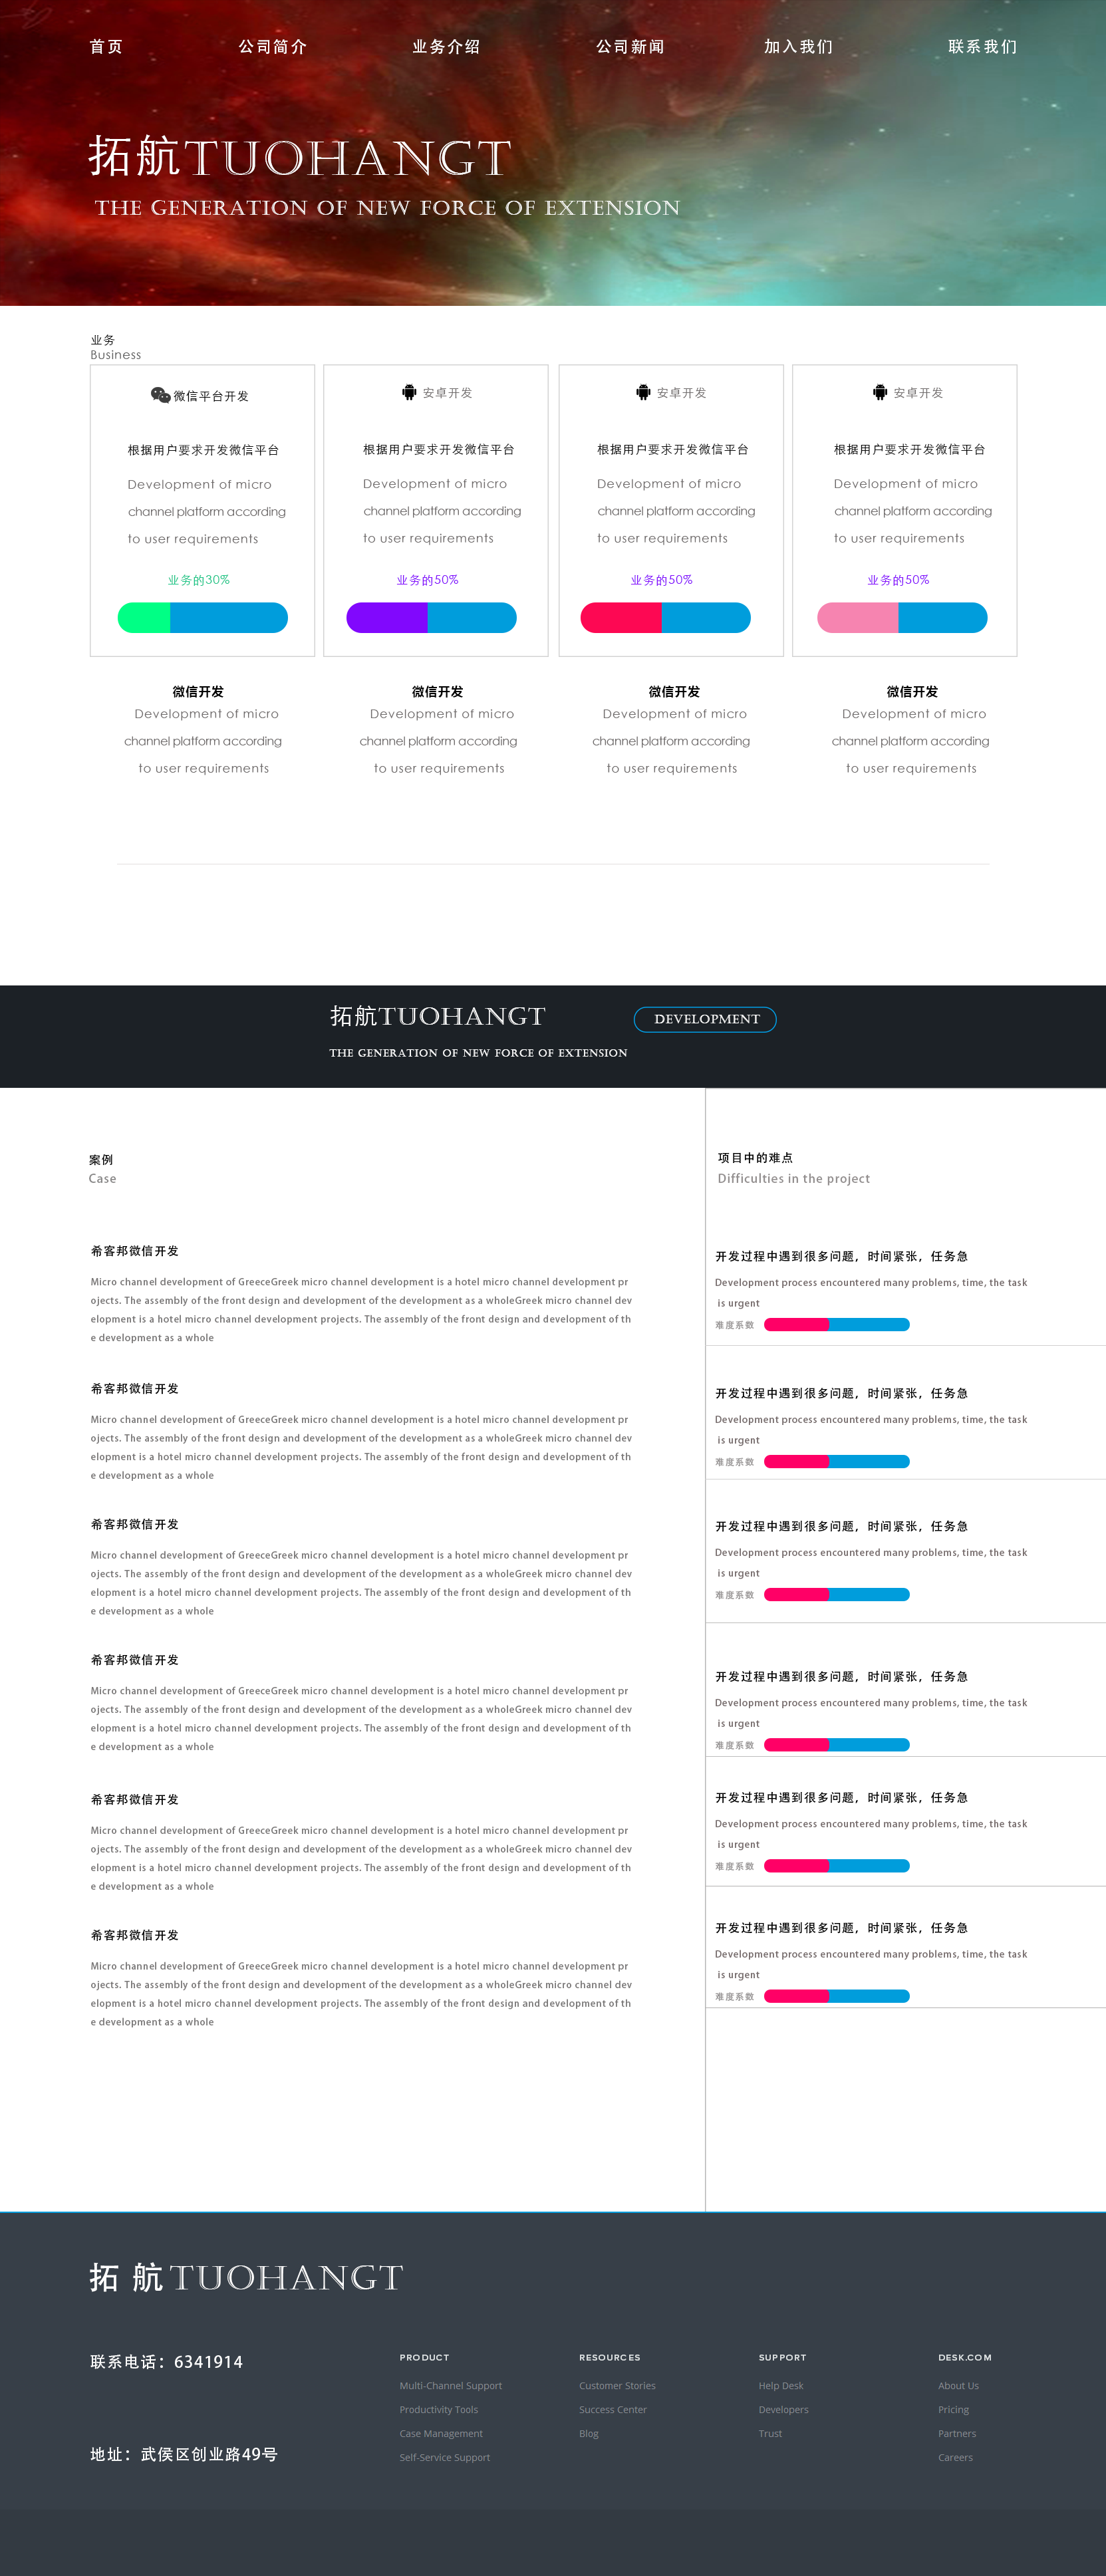 首页
公司简介
业务介绍
公司新闻
加入我们
联系我们
拓航TUOHANGT
THE GENERATION OF NEW FORCE OF EXTENSION
业务
Business
微信平台开发
根据用户要求开发微信平台
Development of micro
channel platform according
to user requirements
业务的30%
安卓开发
根据用户要求开发微信平台
Development of micro
channel platform according
to user requirements
业务的50%
安卓开发
根据用户要求开发微信平台
Development of micro
channel platform according
to user requirements
业务的50%
安卓开发
根据用户要求开发微信平台
Development of micro
channel platform according
to user requirements
业务的50%
微信开发
Development of micro
channel platform according
to user requirements
微信开发
Development of micro
channel platform according
to user requirements
微信开发
Development of micro
channel platform according
to user requirements
微信开发
Development of micro
channel platform according
to user requirements
拓航TUOHANGT
DEVELOPMENT
THE GENERATION OF NEW FORCE OF EXTENSION
案例
Case
希客邦微信开发
Micro channel development of GreeceGreek micro channel development is a hotel micro channel development pr
ojects. The assembly of the front design and development of the development as a wholeGreek micro channel dev
elopment is a hotel micro channel development projects. The assembly of the front design and development of th
e development as a whole
希客邦微信开发
Micro channel development of GreeceGreek micro channel development is a hotel micro channel development pr
ojects. The assembly of the front design and development of the development as a wholeGreek micro channel dev
elopment is a hotel micro channel development projects. The assembly of the front design and development of th
e development as a whole
希客邦微信开发
Micro channel development of GreeceGreek micro channel development is a hotel micro channel development pr
ojects. The assembly of the front design and development of the development as a wholeGreek micro channel dev
elopment is a hotel micro channel development projects. The assembly of the front design and development of th
e development as a whole
希客邦微信开发
Micro channel development of GreeceGreek micro channel development is a hotel micro channel development pr
ojects. The assembly of the front design and development of the development as a wholeGreek micro channel dev
elopment is a hotel micro channel development projects. The assembly of the front design and development of th
e development as a whole
希客邦微信开发
Micro channel development of GreeceGreek micro channel development is a hotel micro channel development pr
ojects. The assembly of the front design and development of the development as a wholeGreek micro channel dev
elopment is a hotel micro channel development projects. The assembly of the front design and development of th
e development as a whole
希客邦微信开发
Micro channel development of GreeceGreek micro channel development is a hotel micro channel development pr
ojects. The assembly of the front design and development of the development as a wholeGreek micro channel dev
elopment is a hotel micro channel development projects. The assembly of the front design and development of th
e development as a whole
项目中的难点
Difficulties in the project
开发过程中遇到很多问题，时间紧张，任务急
Development process encountered many problems, time, the task
is urgent
难度系数
开发过程中遇到很多问题，时间紧张，任务急
Development process encountered many problems, time, the task
is urgent
难度系数
开发过程中遇到很多问题，时间紧张，任务急
Development process encountered many problems, time, the task
is urgent
难度系数
开发过程中遇到很多问题，时间紧张，任务急
Development process encountered many problems, time, the task
is urgent
难度系数
开发过程中遇到很多问题，时间紧张，任务急
Development process encountered many problems, time, the task
is urgent
难度系数
开发过程中遇到很多问题，时间紧张，任务急
Development process encountered many problems, time, the task
is urgent
难度系数
拓 航TUOHANGT
联系电话：6341914
地址：武侯区创业路49号
PRODUCT
Multi-Channel Support
Productivity Tools
Case Management
Self-Service Support
RESOURCES
Customer Stories
Success Center
Blog
SUPPORT
Help Desk
Developers
Trust
DESK.COM
About Us
Pricing
Partners
Careers